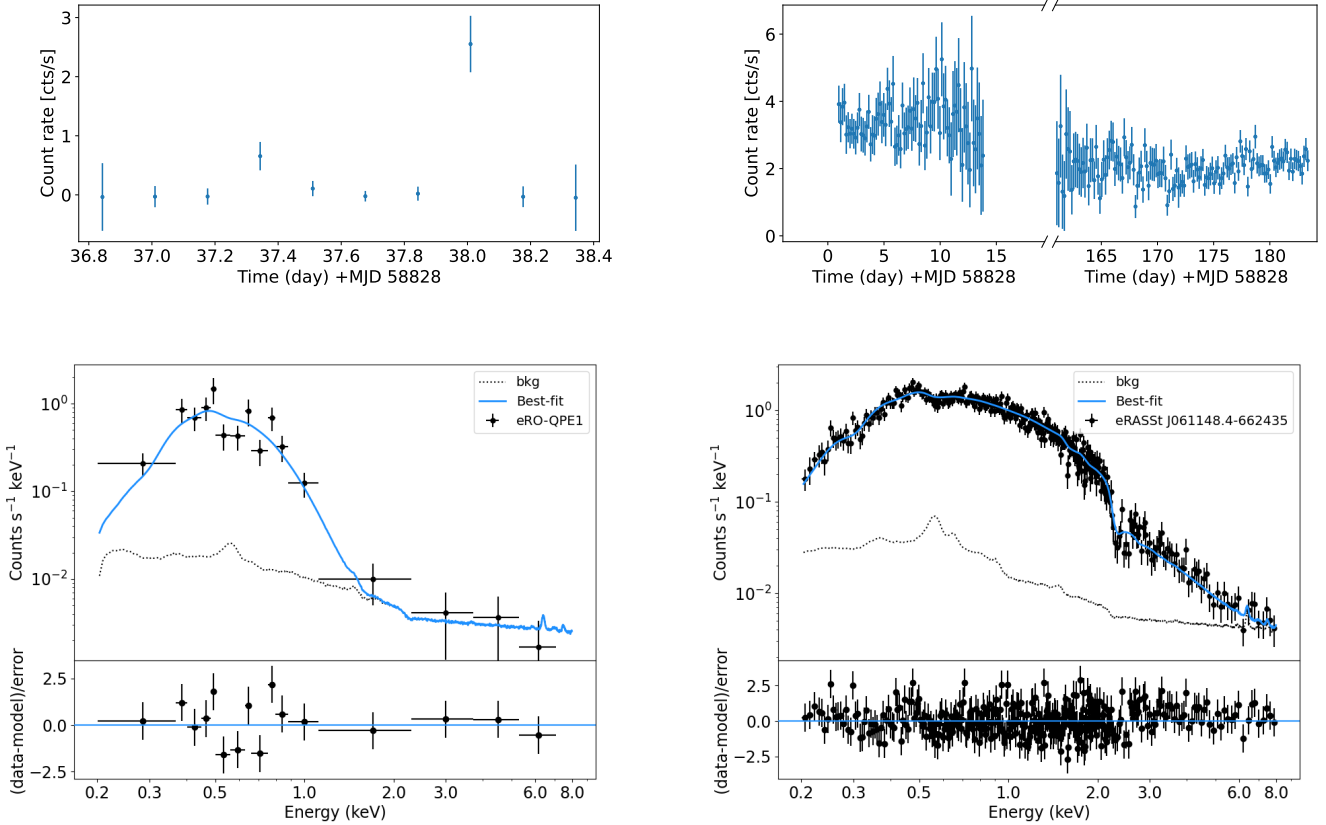 Count rate [cts/s]
3
2
1
0
36.8 37.0 37.2 37.4 37.6 37.8 38.0 38.2 38.4
Time (day) +MJD 58828
Count rate [cts/s]
6
4
2
0
0 5 10 15
165 170 175 180
Time (day) +MJD 58828
Time (day) +MJD 58828
Counts s⁻¹ keV⁻¹
10⁰
10⁻¹
10⁻²
bkg
Best-fit
eRO-QPE1
(data-model)/error
2.5
0.0
−2.5
0.2 0.3 0.5 1.0 2.0 3.0 6.0 8.0
Energy (keV)
Counts s⁻¹ keV⁻¹
10⁰
10⁻¹
10⁻²
bkg
Best-fit
eRASSt J061148.4-662435
(data-model)/error
2.5
0.0
−2.5
0.2 0.3 0.5 1.0 2.0 3.0 6.0 8.0
Energy (keV)